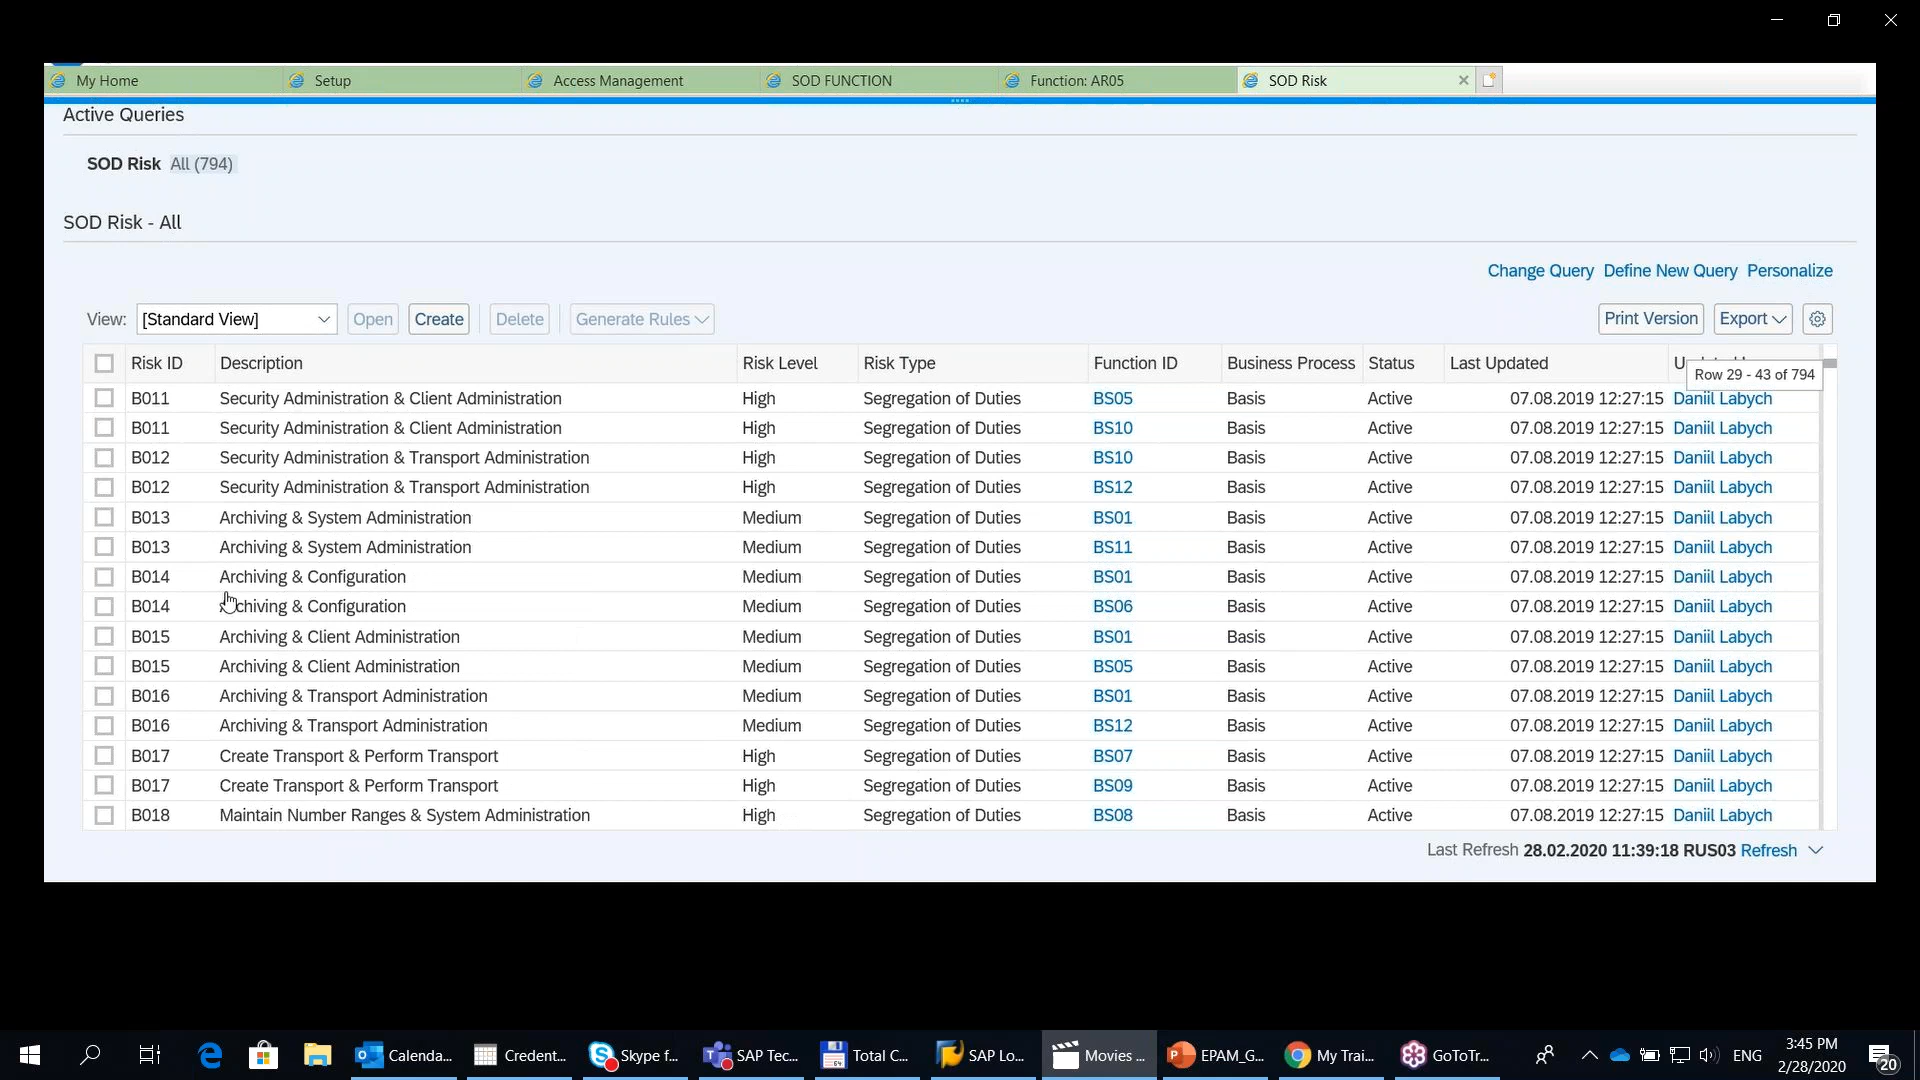 My Home Setup Access Management SOD FUNCTION Function: AR05 SOD Risk
Active Queries
SOD Risk All (794)
SOD Risk - All
Change Query Define New Query Personalize
View: [Standard View] Open Create Delete Generate Rules Print Version Export
Risk ID Description Risk Level Risk Type Function ID Business Process Status Last Updated
Row 29 - 43 of 794
B011 Security Administration & Client Administration High Segregation of Duties BS05 Basis Active 07.08.2019 12:27:15 Daniil Labych
B011 Security Administration & Client Administration High Segregation of Duties BS10 Basis Active 07.08.2019 12:27:15 Daniil Labych
B012 Security Administration & Transport Administration High Segregation of Duties BS10 Basis Active 07.08.2019 12:27:15 Daniil Labych
B012 Security Administration & Transport Administration High Segregation of Duties BS12 Basis Active 07.08.2019 12:27:15 Daniil Labych
B013 Archiving & System Administration Medium Segregation of Duties BS01 Basis Active 07.08.2019 12:27:15 Daniil Labych
B013 Archiving & System Administration Medium Segregation of Duties BS11 Basis Active 07.08.2019 12:27:15 Daniil Labych
B014 Archiving & Configuration Medium Segregation of Duties BS01 Basis Active 07.08.2019 12:27:15 Daniil Labych
B014 Archiving & Configuration Medium Segregation of Duties BS06 Basis Active 07.08.2019 12:27:15 Daniil Labych
B015 Archiving & Client Administration Medium Segregation of Duties BS01 Basis Active 07.08.2019 12:27:15 Daniil Labych
B015 Archiving & Client Administration Medium Segregation of Duties BS05 Basis Active 07.08.2019 12:27:15 Daniil Labych
B016 Archiving & Transport Administration Medium Segregation of Duties BS01 Basis Active 07.08.2019 12:27:15 Daniil Labych
B016 Archiving & Transport Administration Medium Segregation of Duties BS12 Basis Active 07.08.2019 12:27:15 Daniil Labych
B017 Create Transport & Perform Transport High Segregation of Duties BS07 Basis Active 07.08.2019 12:27:15 Daniil Labych
B017 Create Transport & Perform Transport High Segregation of Duties BS09 Basis Active 07.08.2019 12:27:15 Daniil Labych
B018 Maintain Number Ranges & System Administration High Segregation of Duties BS08 Basis Active 07.08.2019 12:27:15 Daniil Labych
Last Refresh 28.02.2020 11:39:18 RUS03 Refresh
Calenda... Credent... Skype f... SAP Tec... Total C... SAP Lo... Movies ... EPAM_G... My Trai... GoToTr... ENG 3:45 PM
2/28/2020 20